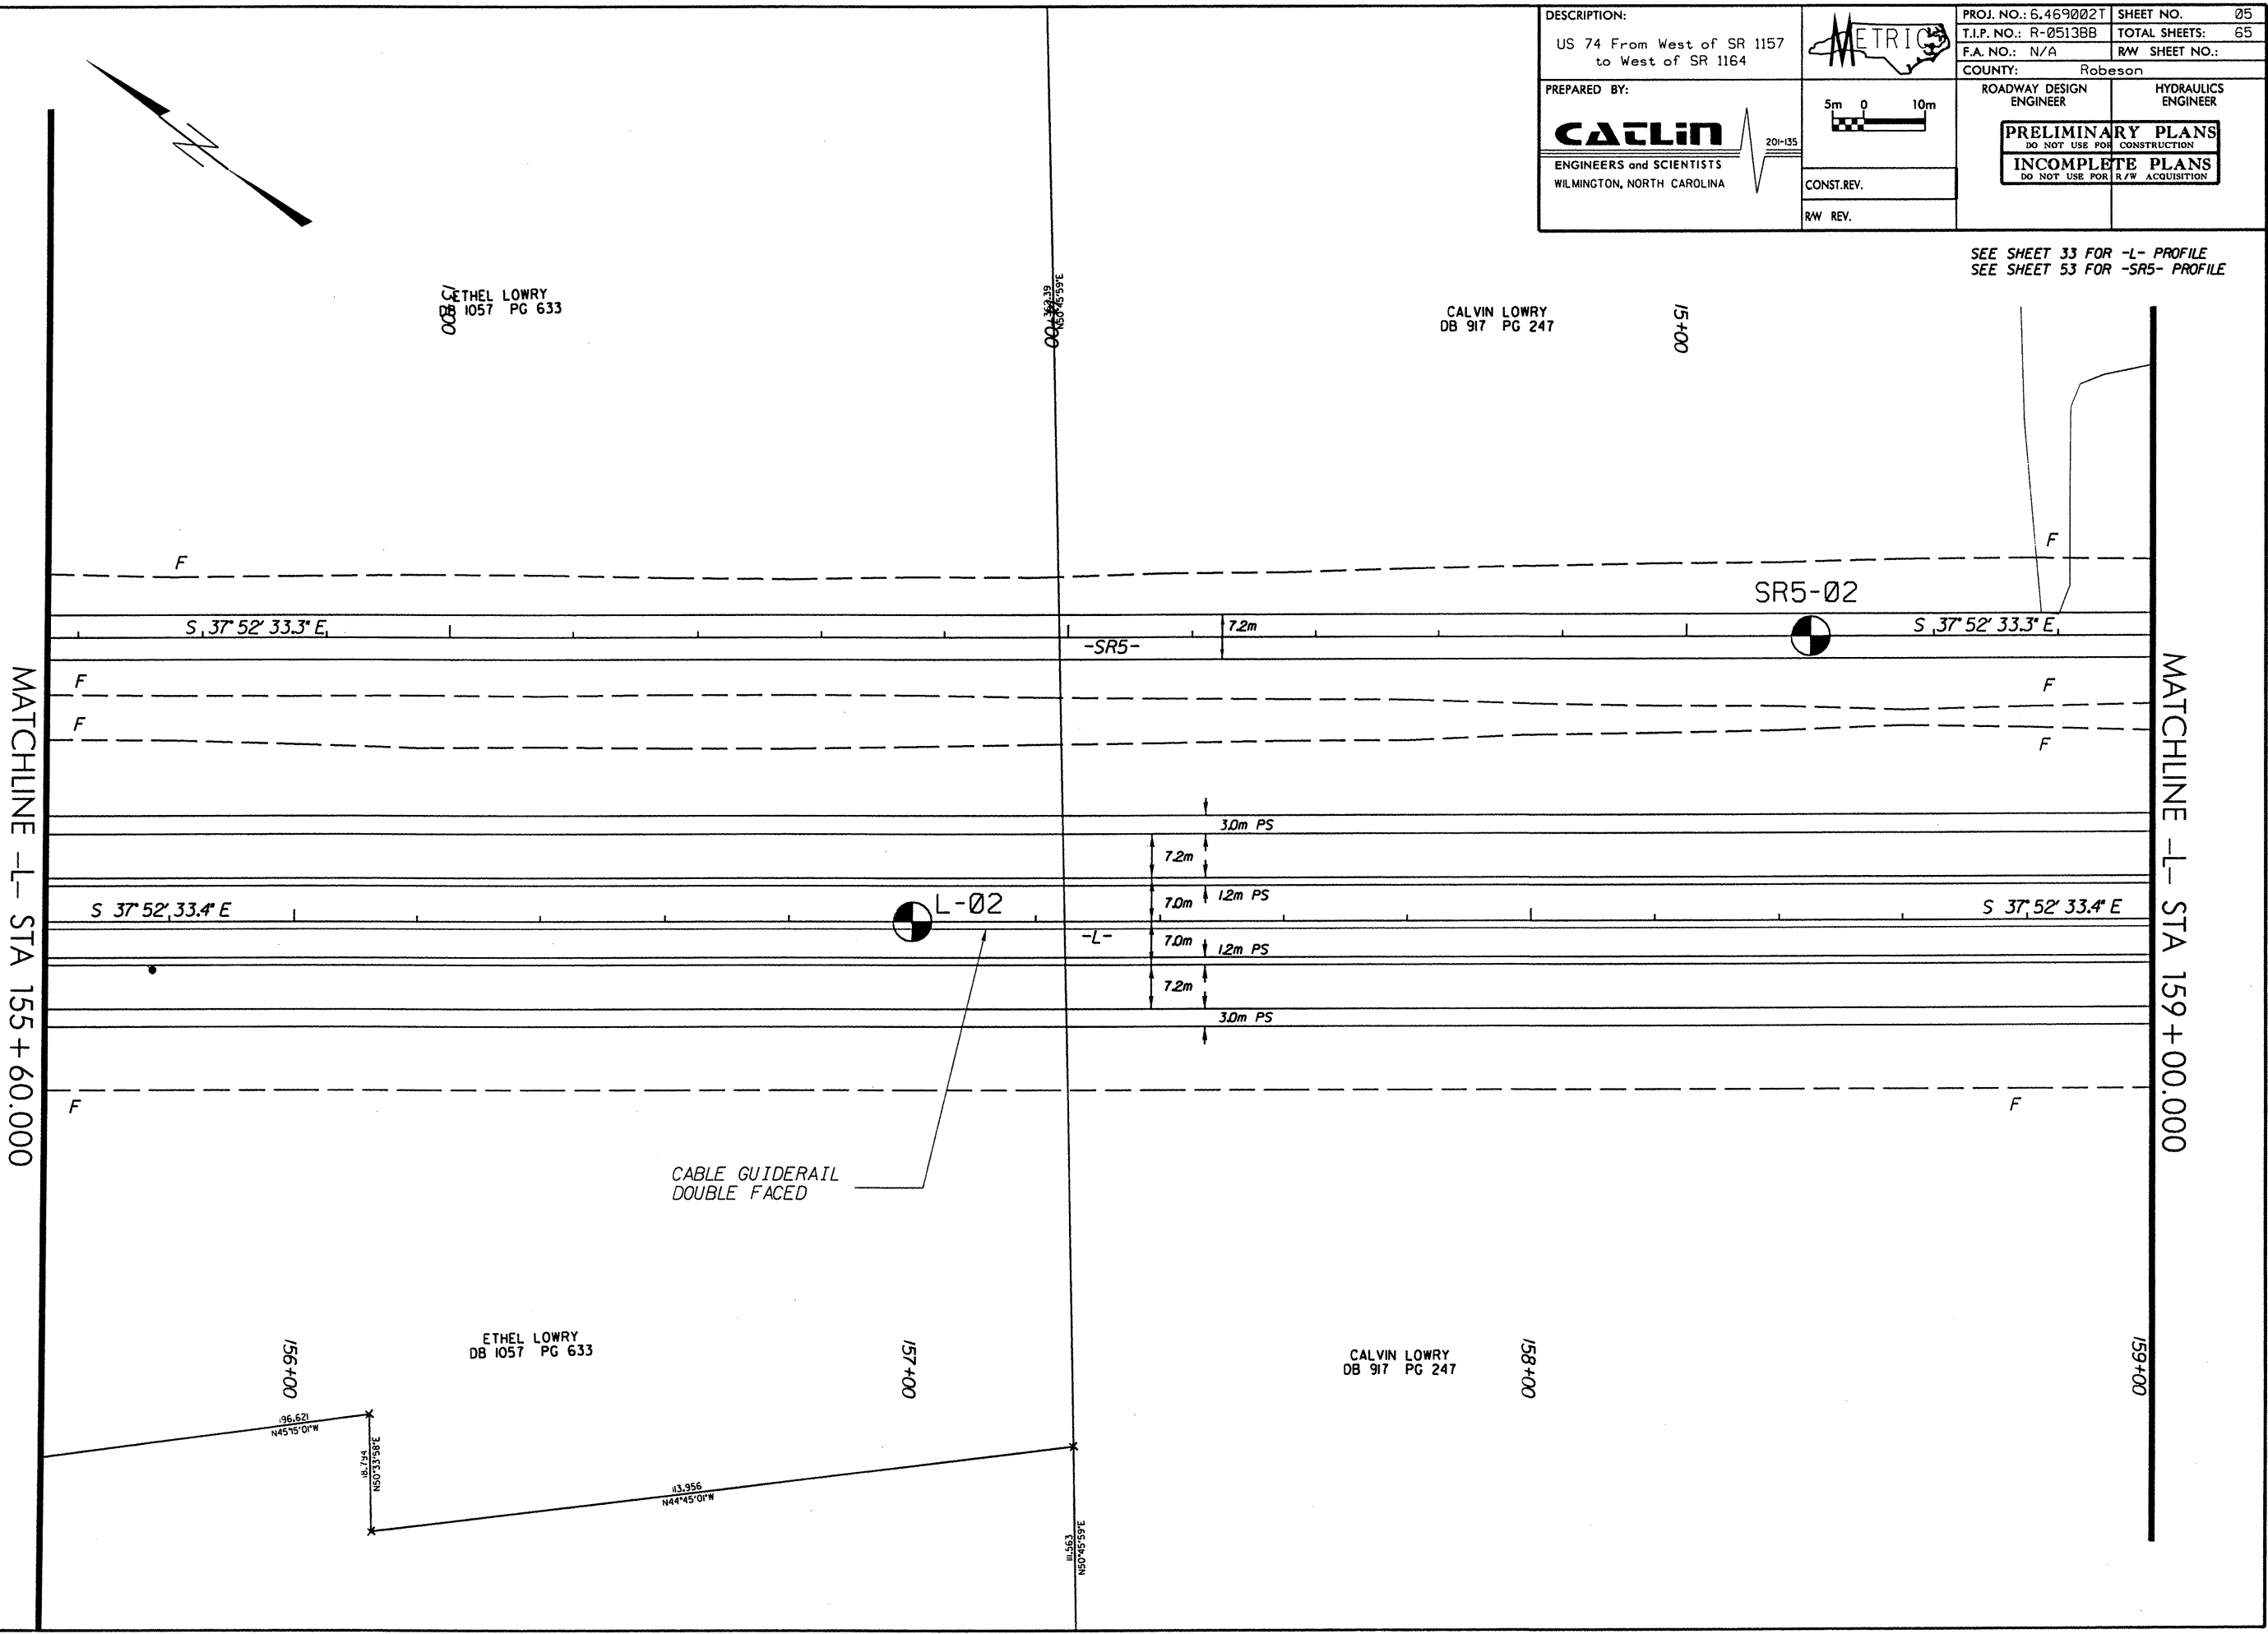 DESCRIPTION:
US 74 From West of SR 1157
to West of SR 1164
METRIC
PROJ. NO.: 6.469002T
SHEET NO. 05
T.I.P. NO.: R-0513BB
TOTAL SHEETS: 65
F.A. NO.: N/A
R/W SHEET NO.:
COUNTY: Robeson
PREPARED BY:
CATLIN
ENGINEERS and SCIENTISTS
WILMINGTON, NORTH CAROLINA
201-135
5m 0 10m
CONST.REV.
R/W REV.
ROADWAY DESIGN
ENGINEER
HYDRAULICS
ENGINEER
PRELIMINARY PLANS
DO NOT USE FOR CONSTRUCTION
INCOMPLETE PLANS
DO NOT USE FOR R/W ACQUISITION
SEE SHEET 33 FOR -L- PROFILE
SEE SHEET 53 FOR -SR5- PROFILE
N
ETHEL LOWRY
DB 1057 PG 633
13+00
N50°45'59"E
CALVIN LOWRY
DB 917 PG 247
15+00
F
F
SR5-02
S 37° 52' 33.3" E
7.2m
-SR5-
S 37° 52' 33.3" E
F
F
F
F
3.0m PS
7.2m
1.2m PS
7.0m
S 37° 52' 33.4" E
L-02
-L-
S 37° 52' 33.4" E
7.0m
1.2m PS
7.2m
3.0m PS
F
F
MATCHLINE -L- STA 155+60.000
MATCHLINE -L- STA 159+00.000
CABLE GUIDERAIL
DOUBLE FACED
156+00
ETHEL LOWRY
DB 1057 PG 633
157+00
CALVIN LOWRY
DB 917 PG 247
158+00
159+00
N45°15'01"W
N50°33'58"E
N44°45'01"W
N50°45'59"E